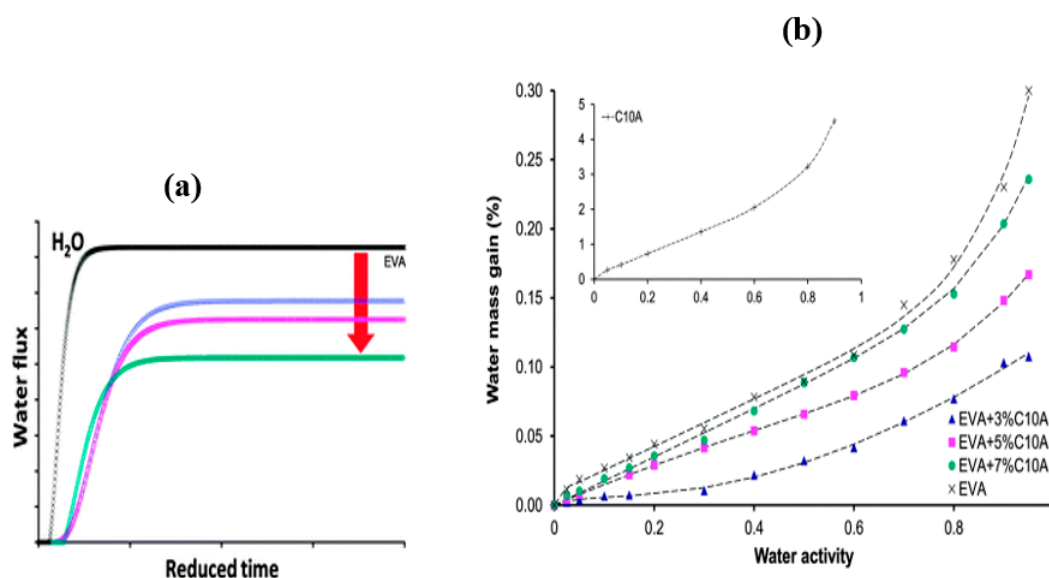 (a)
H₂O
EVA
Water flux
Reduced time
(b)
Water mass gain (%)
0.30
0.25
0.20
0.15
0.10
0.05
0.00
0 0.2 0.4 0.6 0.8
Water activity
5
4
3
2
1
0
0 0.2 0.4 0.6 0.8 1
C10A
EVA+3%C10A
EVA+5%C10A
EVA+7%C10A
EVA